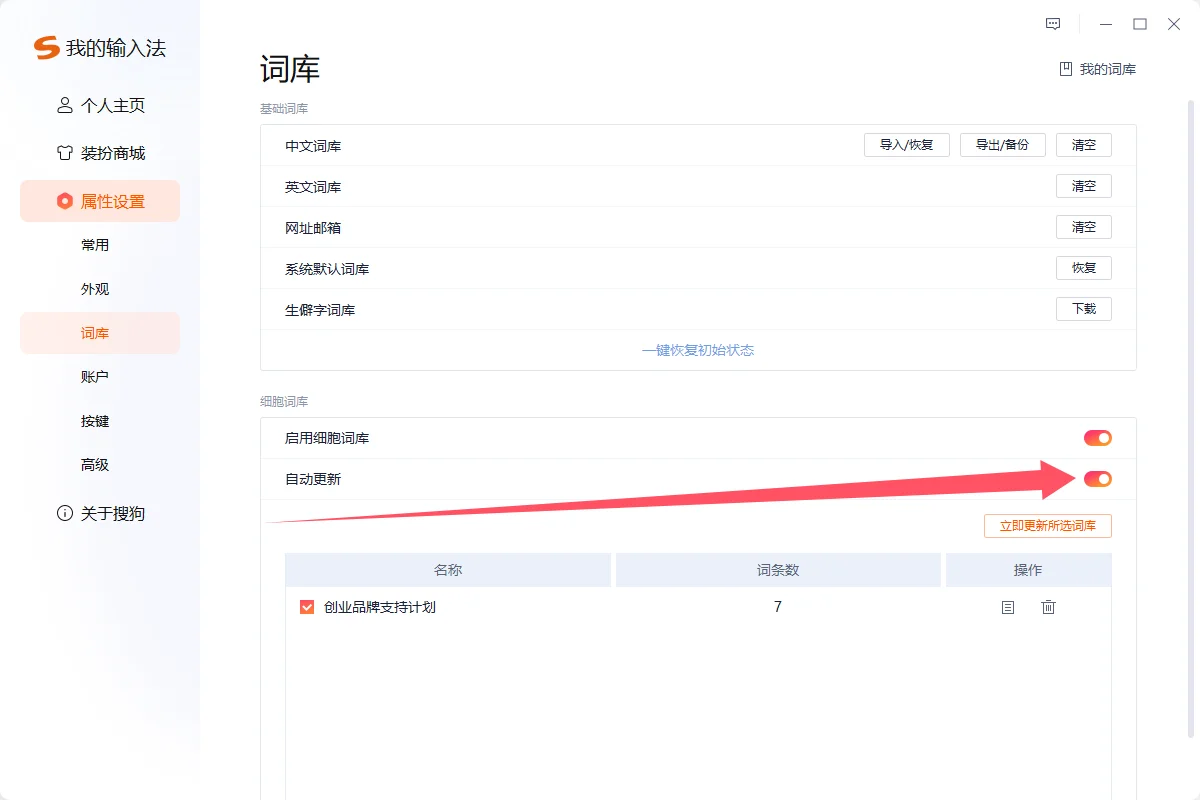 我的输入法
个人主页
装扮商城
属性设置
常用
外观
词库
账户
按键
高级
关于搜狗
词库
我的词库
基础词库
中文词库 导入/恢复 导出/备份 清空
英文词库 清空
网址邮箱 清空
系统默认词库 恢复
生僻字词库 下载
一键恢复初始状态
细胞词库
启用细胞词库
自动更新
立即更新所选词库
名称 词条数 操作
创业品牌支持计划 7